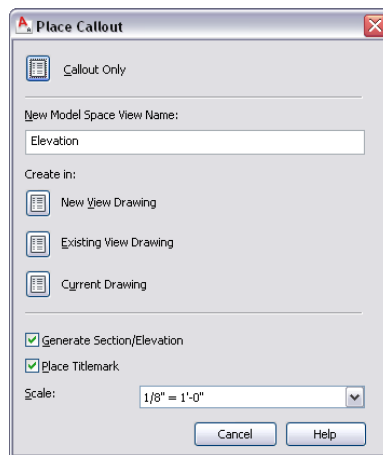 Place Callout
Callout Only
New Model Space View Name:
Elevation
Create in:
New View Drawing
Existing View Drawing
Current Drawing
Generate Section/Elevation
Place Titlemark
Scale:
1/8" = 1'-0"
Cancel
Help